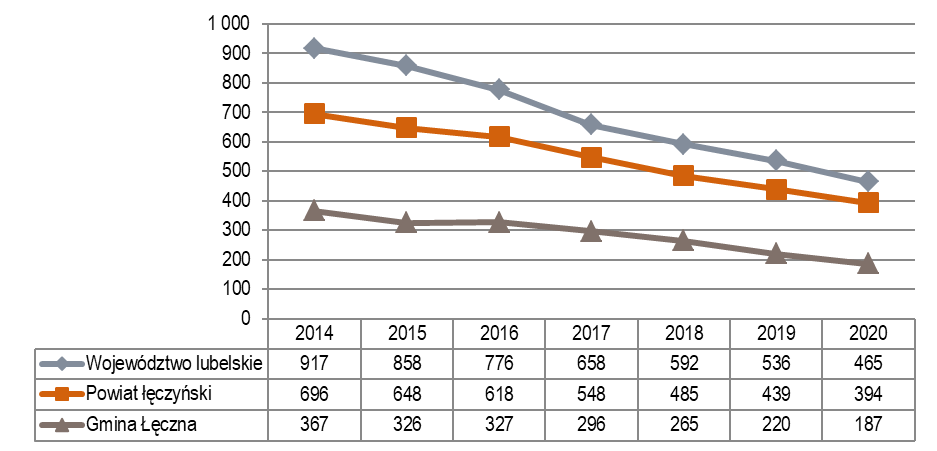 1 000
900
800
700
600
500
400
300
200
100
0
2014 2015 2016 2017 2018 2019 2020
Województwo lubelskie 917 858 776 658 592 536 465
Powiat łęczyński 696 648 618 548 485 439 394
Gmina Łęczna 367 326 327 296 265 220 187